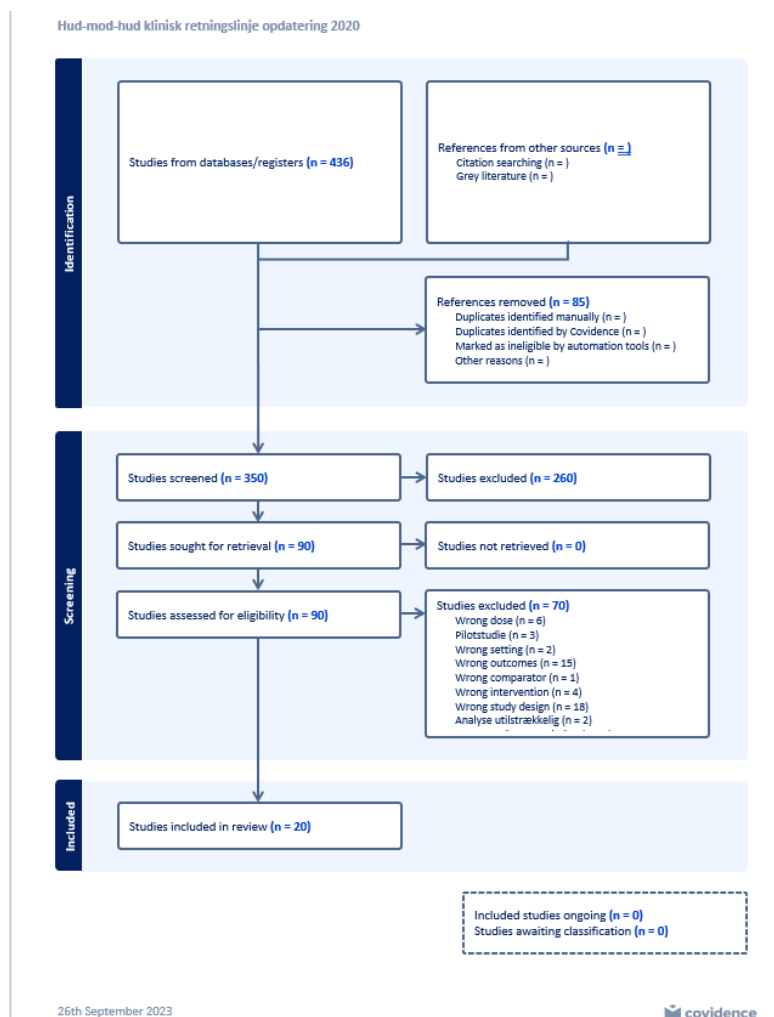 Hud-mod-hud klinisk retningslinje opdatering 2020
Identification
Studies from databases/registers (n = 436)
References from other sources (n = )
Citation searching (n = )
Grey literature (n = )
References removed (n = 85)
Duplicates identified manually (n = )
Duplicates identified by Covidence (n = )
Marked as ineligible by automation tools (n = )
Other reasons (n = )
Screening
Studies screened (n = 350)
Studies excluded (n = 260)
Studies sought for retrieval (n = 90)
Studies not retrieved (n = 0)
Studies assessed for eligibility (n = 90)
Studies excluded (n = 70)
Wrong dose (n = 6)
Pilotstudie (n = 3)
Wrong setting (n = 2)
Wrong outcomes (n = 15)
Wrong comparator (n = 1)
Wrong intervention (n = 4)
Wrong study design (n = 18)
Analyse utilstrækkelig (n = 2)
Included
Studies included in review (n = 20)
Included studies ongoing (n = 0)
Studies awaiting classification (n = 0)
26th September 2023
covidence